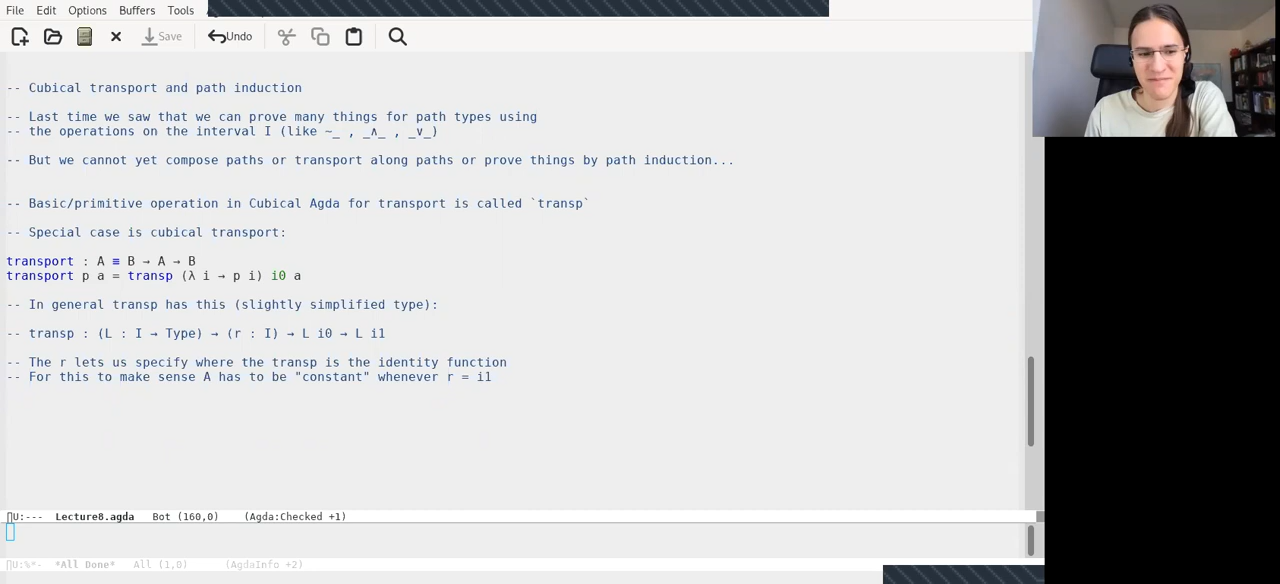 File Edit Options Buffers Tools
Save Undo
-- Cubical transport and path induction
-- Last time we saw that we can prove many things for path types using
-- the operations on the interval I (like ~_ , _∧_ , _∨_)
-- But we cannot yet compose paths or transport along paths or prove things by path induction...
-- Basic/primitive operation in Cubical Agda for transport is called `transp`
-- Special case is cubical transport:
transport : A ≡ B → A → B
transport p a = transp (λ i → p i) i0 a
-- In general transp has this (slightly simplified type):
-- transp : (L : I → Type) → (r : I) → L i0 → L i1
-- The r lets us specify where the transp is the identity function
-- For this to make sense A has to be "constant" whenever r = i1
U:--- Lecture8.agda Bot (160,0) (Agda:Checked +1)
U:%*- *All Done* All (1,0) (AgdaInfo +2)